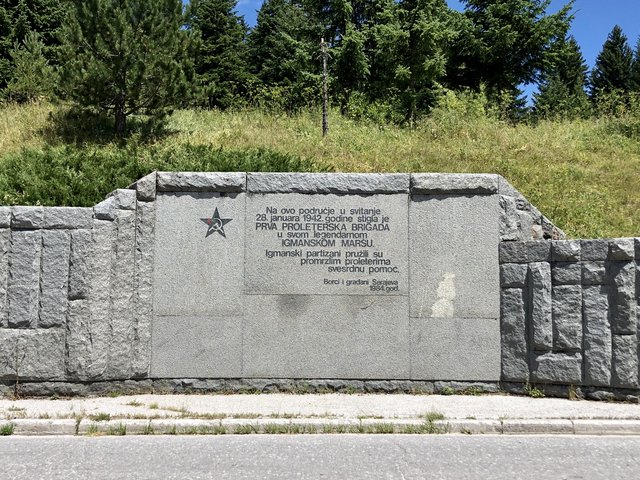 Na ovo područje u svitanje
28. januara 1942. godine stigla je
PRVA PROLETERSKA BRIGADA
u svom legendarnom
IGMANSKOM MARŠU.
Igmanski partizani pružili su
promrzlim proleterima
svesrdnu pomoć.
Borci i građani Sarajeva
1984. god.